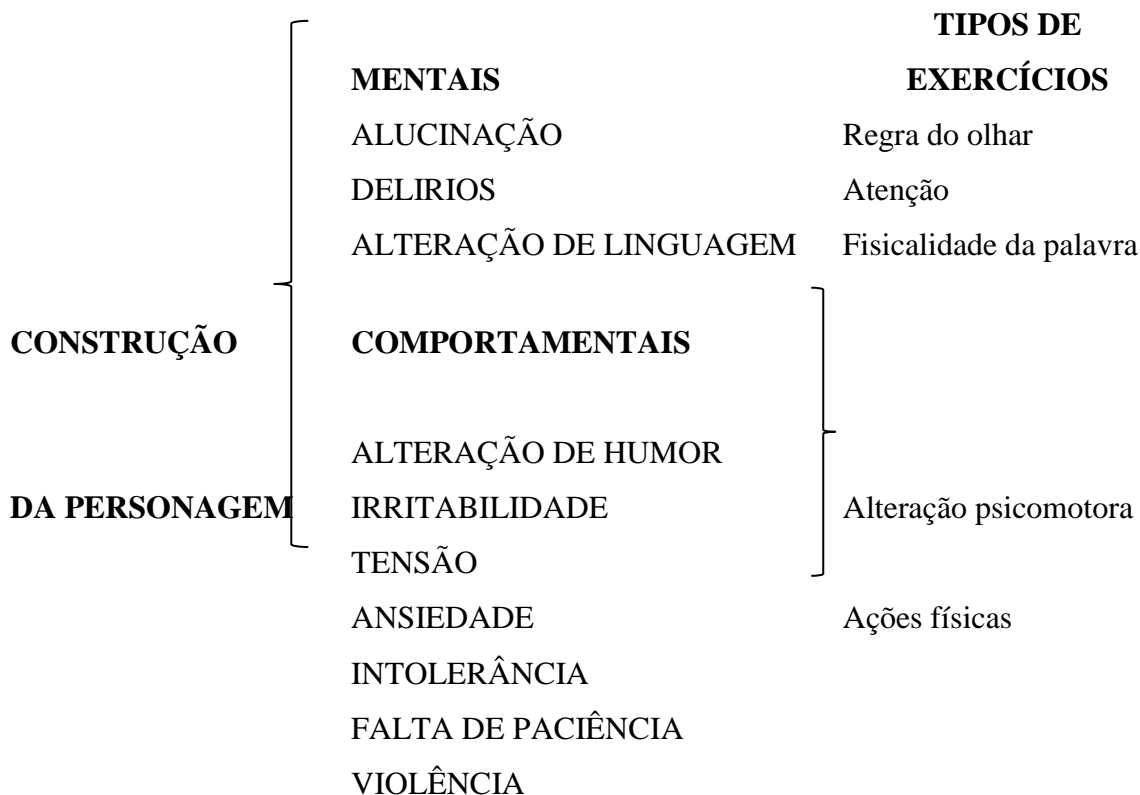 TIPOS DE
MENTAIS EXERCÍCIOS
ALUCINAÇÃO Regra do olhar
DELIRIOS Atenção
ALTERAÇÃO DE LINGUAGEM Fisicalidade da palavra
CONSTRUÇÃO COMPORTAMENTAIS
ALTERAÇÃO DE HUMOR
DA PERSONAGEM IRRITABILIDADE Alteração psicomotora
TENSÃO
ANSIEDADE Ações físicas
INTOLERÂNCIA
FALTA DE PACIÊNCIA
VIOLÊNCIA